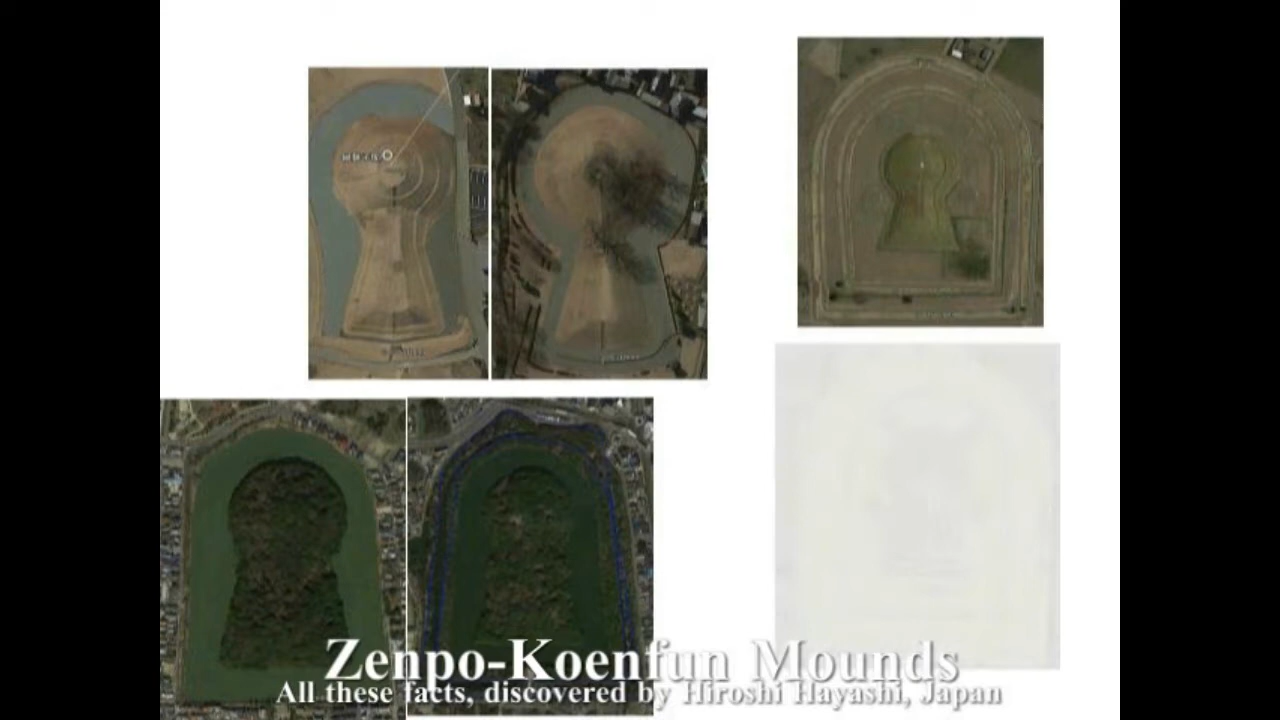 Zenpo-Koenfun Mounds
All these facts, discovered by Hiroshi Hayashi, Japan